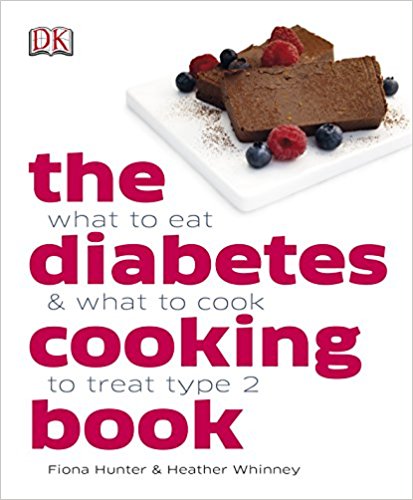 DK
the
what to eat
diabetes
& what to cook
cooking
to treat type 2
book
Fiona Hunter & Heather Whinney